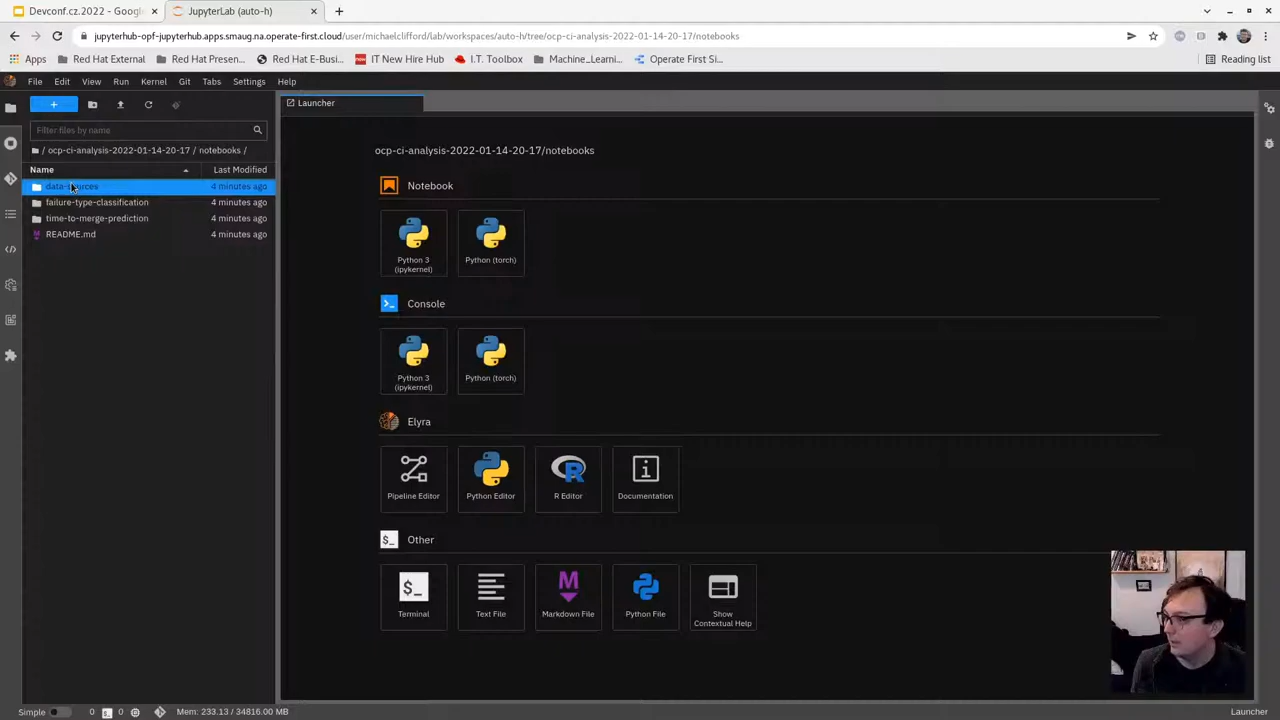 Devconf.cz.2022 - Google
JupyterLab (auto-h)
jupyterhub-opf-jupyterhub.apps.smaug.na.operate-first.cloud/user/michaelclifford/lab/workspaces/auto-h/tree/ocp-ci-analysis-2022-01-14-20-17/notebooks
Apps Red Hat External Red Hat Presen... Red Hat E-Busi... IT New Hire Hub I.T. Toolbox Machine_Learni... Operate First Si... Reading list
File Edit View Run Kernel Git Tabs Settings Help
Launcher
Filter files by name
/ ocp-ci-analysis-2022-01-14-20-17 / notebooks /
ocp-ci-analysis-2022-01-14-20-17/notebooks
Name Last Modified
data-sources 4 minutes ago
failure-type-classification 4 minutes ago
time-to-merge-prediction 4 minutes ago
README.md 4 minutes ago
Notebook
Python 3
(ipykernel)
Python (torch)
Console
Python 3
(ipykernel)
Python (torch)
Elyra
Pipeline Editor
Python Editor
R Editor
Documentation
Other
$_
Terminal
Text File
Markdown File
Python File
Show
Contextual Help
Simple 0 0 Mem: 233.13 / 34816.00 MB Launcher